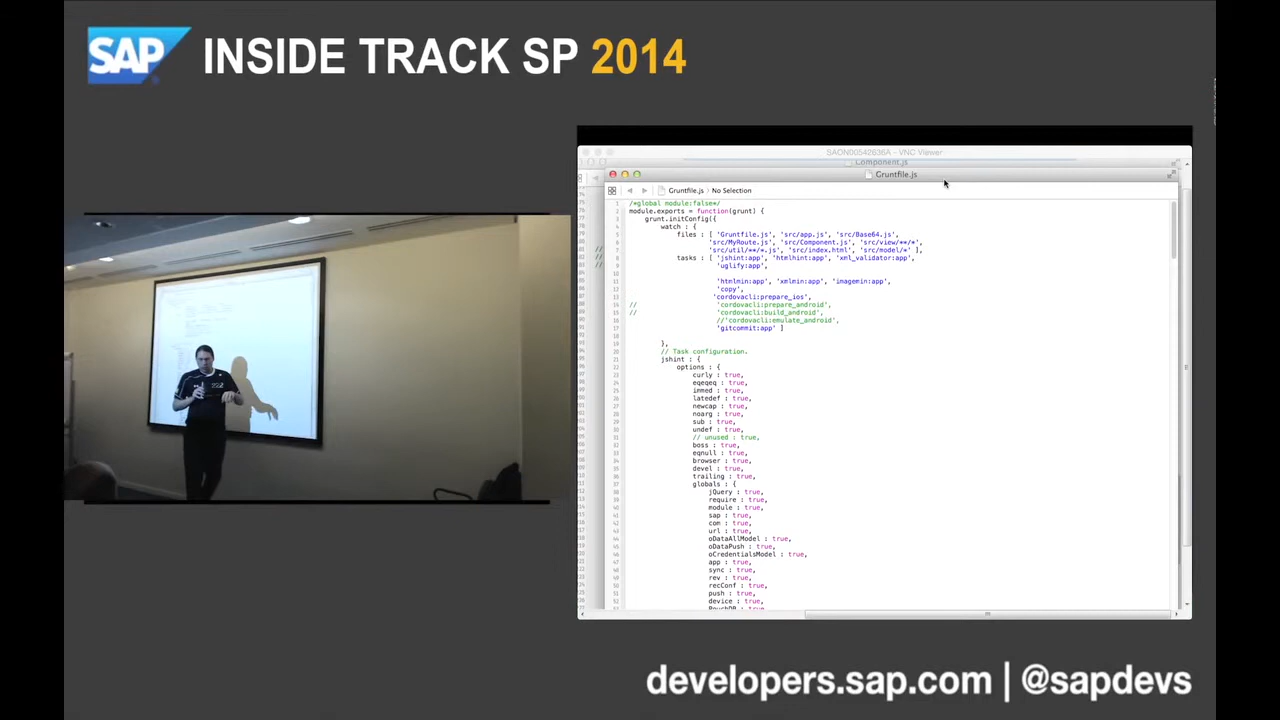 SAP INSIDE TRACK SP 2014
SAON00542636A - VNC Viewer
Component.js
Gruntfile.js
Gruntfile.js › No Selection
/*global module:false*/
module.exports = function(grunt) {
grunt.initConfig({
watch : {
files : [ 'Gruntfile.js', 'src/app.js', 'src/Base64.js',
'src/MyRoute.js', 'src/Component.js', 'src/view/**/*',
'src/util/**/*.js', 'src/index.html', 'src/model/*' ],
tasks : [ 'jshint:app', 'htmlhint:app', 'xml_validator:app',
'uglify:app',
'htmlmin:app', 'xmlmin:app', 'imagemin:app',
'copy',
'cordovacli:prepare_ios',
// 'cordovacli:prepare_android',
// 'cordovacli:build_android',
//'cordovacli:emulate_android',
'gitcommit:app' ]
},
// Task configuration.
jshint : {
options : {
curly : true,
eqeqeq : true,
immed : true,
latedef : true,
newcap : true,
noarg : true,
sub : true,
undef : true,
// unused : true,
boss : true,
eqnull : true,
browser : true,
devel : true,
trailing : true,
globals : {
jQuery : true,
require : true,
module : true,
sap : true,
com : true,
url : true,
oDataAllModel : true,
oDataPush : true,
oCredentialsModel : true,
app : true,
sync : true,
rev : true,
recConf : true,
push : true,
device : true,
PouchDB : true,
developers.sap.com | @sapdevs